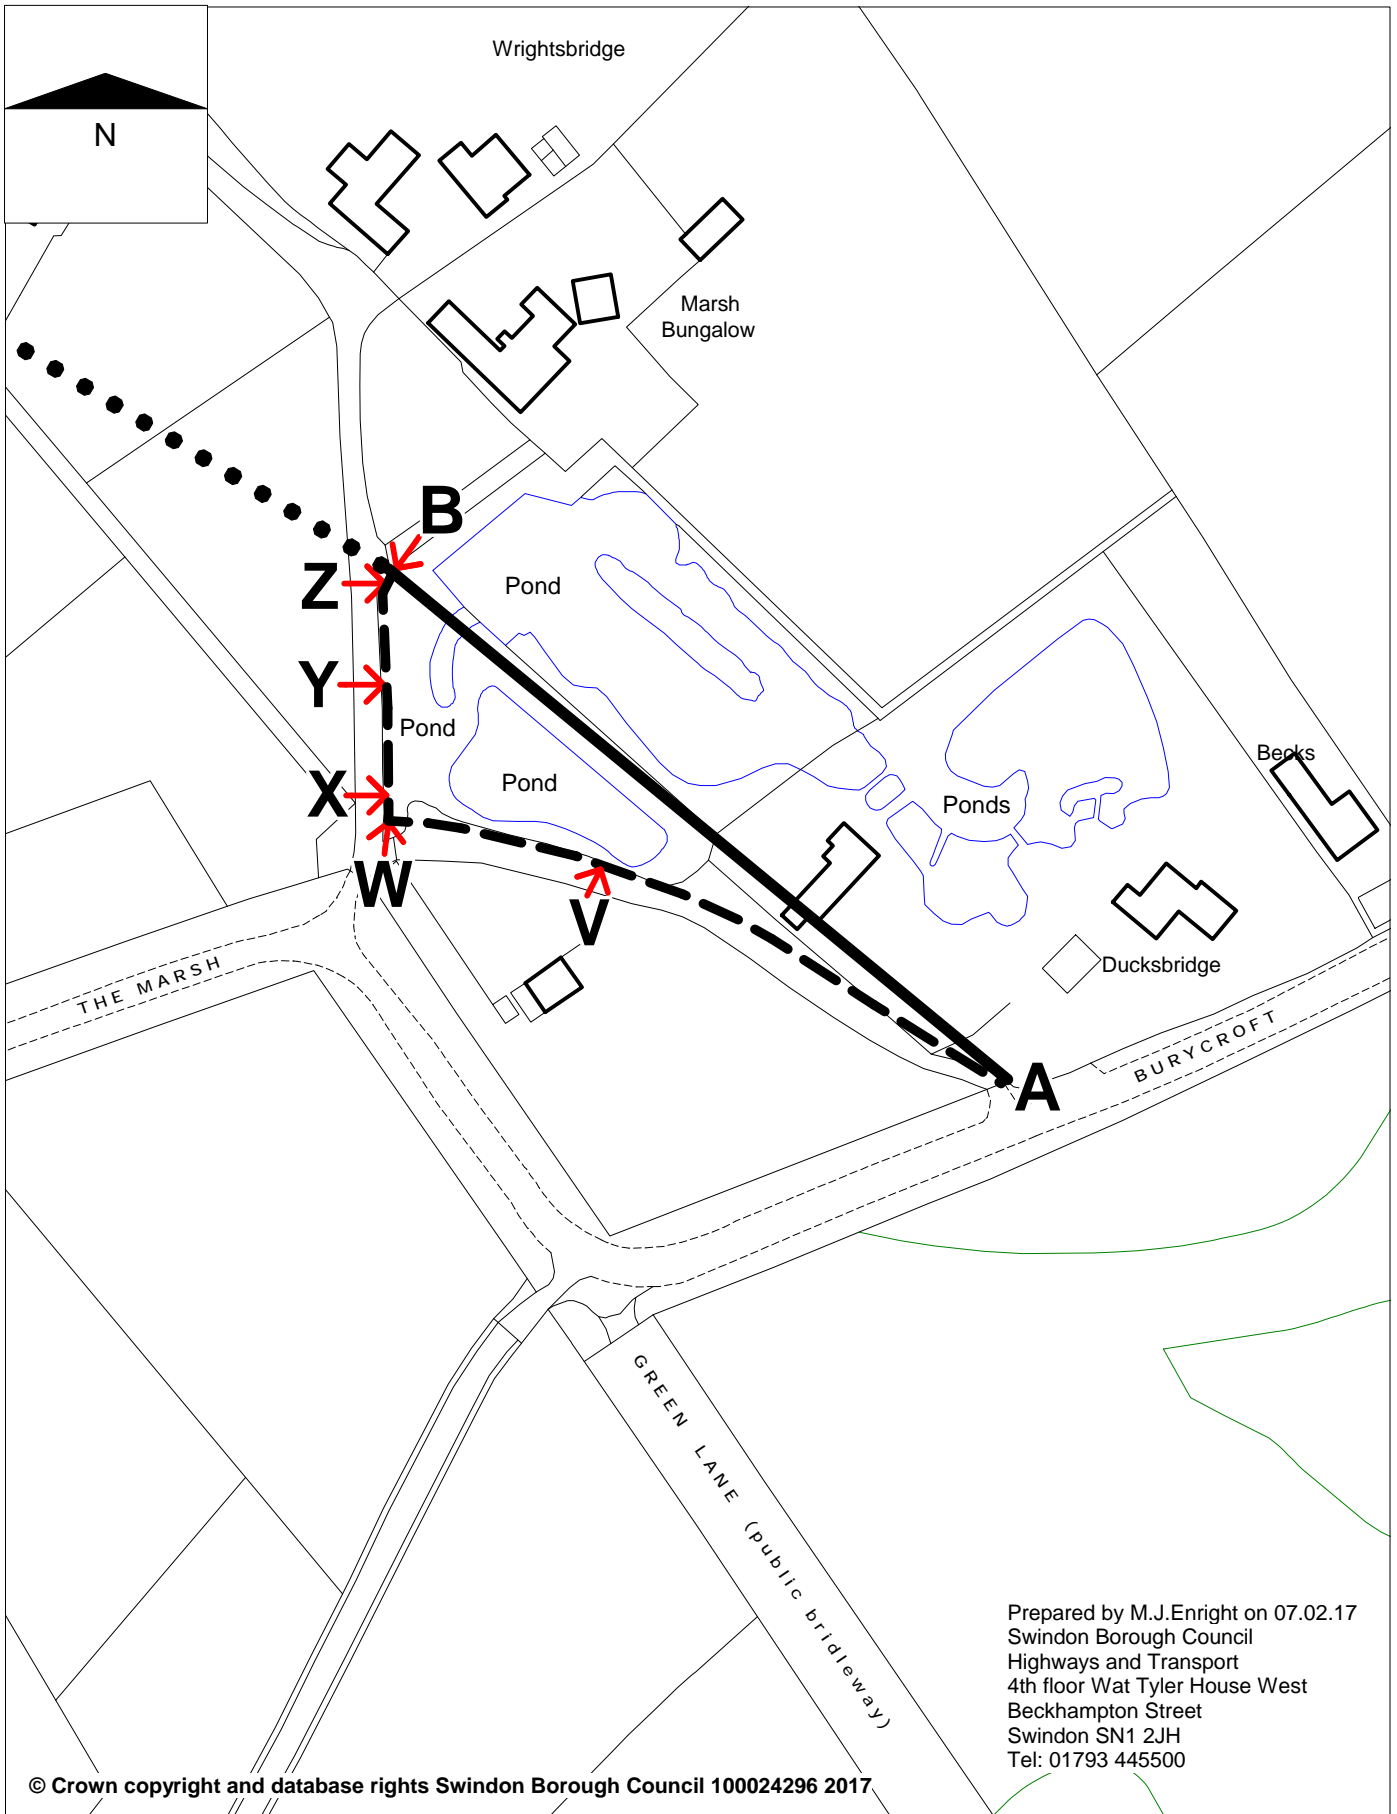 Wrightsbridge
N
Marsh
Bungalow
B
Pond
Z
Y
Pond
Pond
Becks
X
Ponds
W
V
THE MARSH
Ducksbridge
BURYCROFT
A
GREEN LANE (public bridleway)
Prepared by M.J.Enright on 07.02.17
Swindon Borough Council
Highways and Transport
4th floor Wat Tyler House West
Beckhampton Street
Swindon SN1 2JH
Tel: 01793 445500
© Crown copyright and database rights Swindon Borough Council 100024296 2017